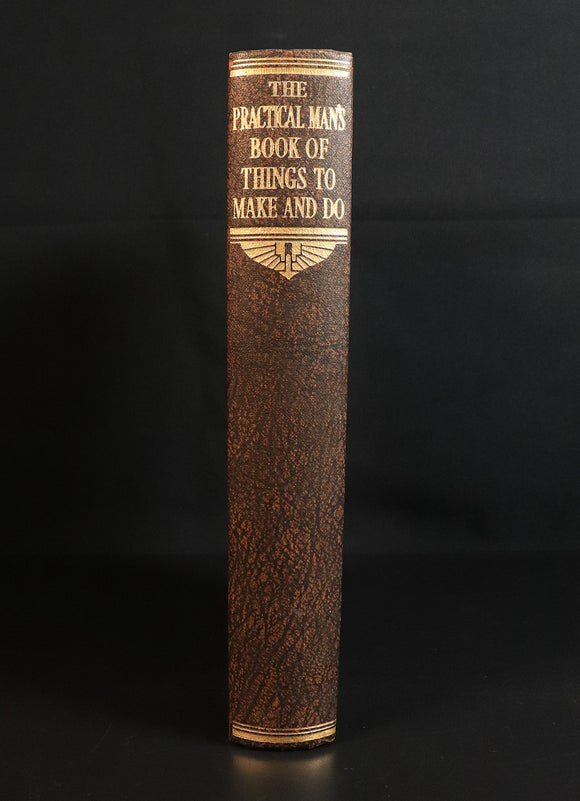 THE
PRACTICAL MAN'S
BOOK OF
THINGS TO
MAKE AND DO